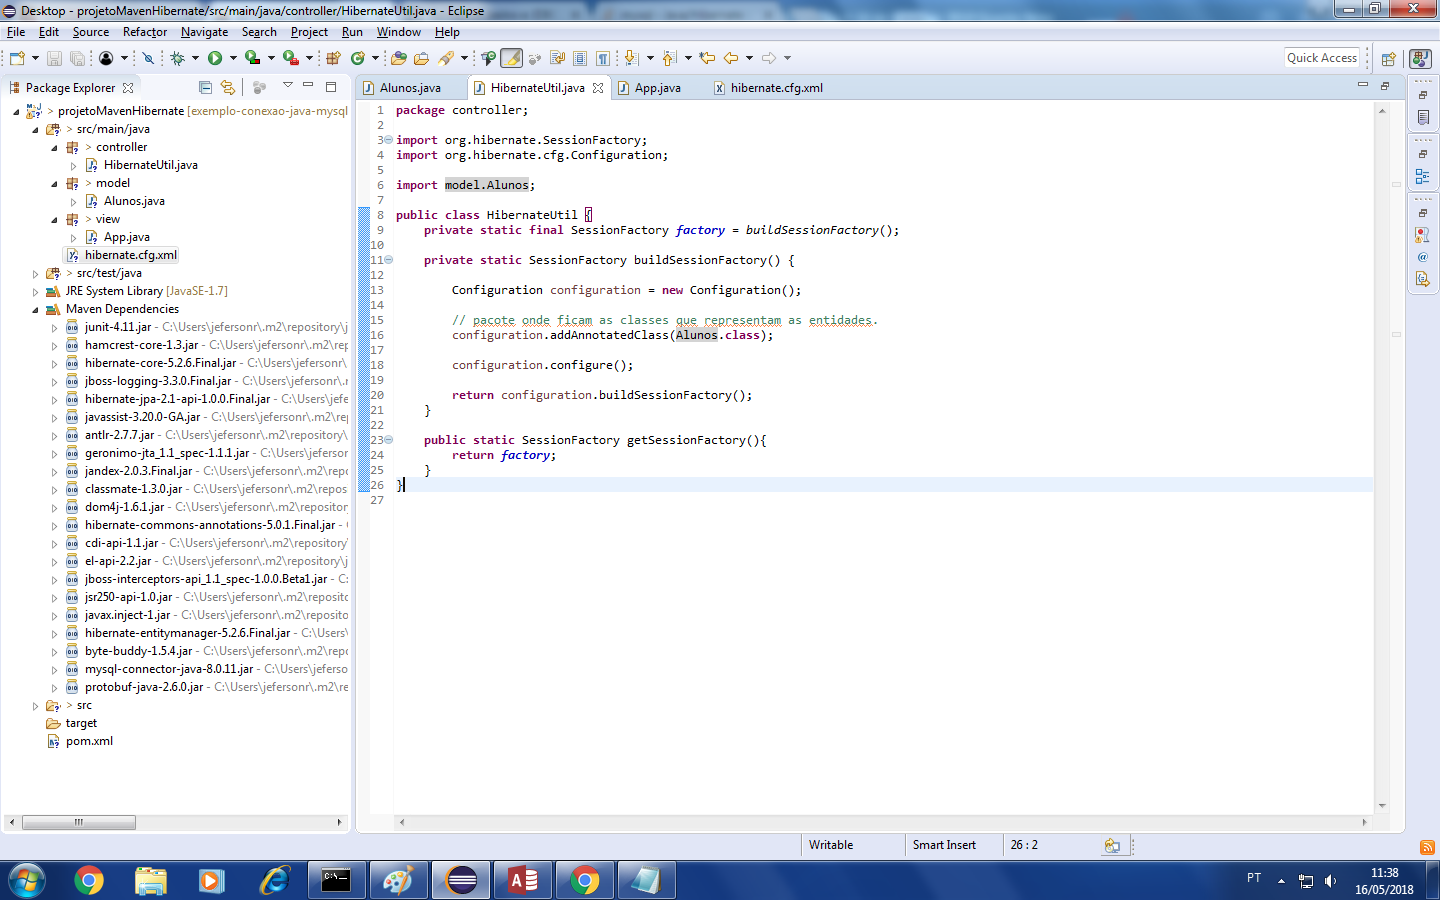 Desktop - projetoMavenHibernate/src/main/java/controller/HibernateUtil.java - Eclipse
File Edit Source Refactor Navigate Search Project Run Window Help
Quick Access
Package Explorer
> projetoMavenHibernate [exemplo-conexao-java-mysql
> src/main/java
> controller
HibernateUtil.java
> model
Alunos.java
> view
App.java
hibernate.cfg.xml
> src/test/java
JRE System Library [JavaSE-1.7]
Maven Dependencies
junit-4.11.jar - C:\Users\jefersonr\.m2\repository\j
hamcrest-core-1.3.jar - C:\Users\jefersonr\.m2\rep
hibernate-core-5.2.6.Final.jar - C:\Users\jefersonr\
jboss-logging-3.3.0.Final.jar - C:\Users\jefersonr\.r
hibernate-jpa-2.1-api-1.0.0.Final.jar - C:\Users\jefe
javassist-3.20.0-GA.jar - C:\Users\jefersonr\.m2\rep
antlr-2.7.7.jar - C:\Users\jefersonr\.m2\repository\
geronimo-jta_1.1_spec-1.1.1.jar - C:\Users\jefersonr
jandex-2.0.3.Final.jar - C:\Users\jefersonr\.m2\rep
classmate-1.3.0.jar - C:\Users\jefersonr\.m2\repos
dom4j-1.6.1.jar - C:\Users\jefersonr\.m2\repositor
hibernate-commons-annotations-5.0.1.Final.jar -
cdi-api-1.1.jar - C:\Users\jefersonr\.m2\repository\
el-api-2.2.jar - C:\Users\jefersonr\.m2\repository\j
jboss-interceptors-api_1.1_spec-1.0.0.Beta1.jar - C:
jsr250-api-1.0.jar - C:\Users\jefersonr\.m2\reposito
javax.inject-1.jar - C:\Users\jefersonr\.m2\reposito
hibernate-entitymanager-5.2.6.Final.jar - C:\Users\
byte-buddy-1.5.4.jar - C:\Users\jefersonr\.m2\repo
mysql-connector-java-8.0.11.jar - C:\Users\jeferso
protobuf-java-2.6.0.jar - C:\Users\jefersonr\.m2\re
> src
target
pom.xml
Alunos.java HibernateUtil.java App.java hibernate.cfg.xml
1 package controller;
2
3 import org.hibernate.SessionFactory;
4 import org.hibernate.cfg.Configuration;
5
6 import model.Alunos;
7
8 public class HibernateUtil {
9 private static final SessionFactory factory = buildSessionFactory();
10
11 private static SessionFactory buildSessionFactory() {
12
13 Configuration configuration = new Configuration();
14
15 // pacote onde ficam as classes que representam as entidades.
16 configuration.addAnnotatedClass(Alunos.class);
17
18 configuration.configure();
19
20 return configuration.buildSessionFactory();
21 }
22
23 public static SessionFactory getSessionFactory(){
24 return factory;
25 }
26 }
27
Writable Smart Insert 26 : 2
PT 11:38
16/05/2018